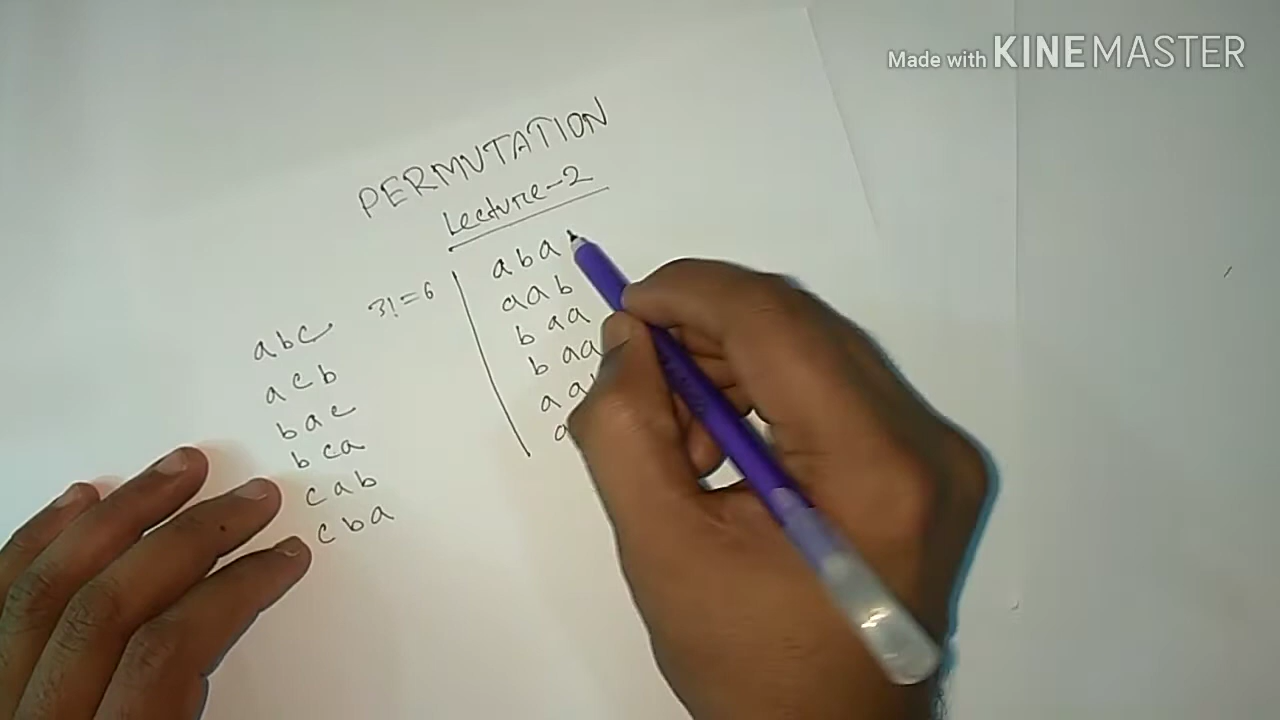 Made with KINEMASTER
PERMUTATION
Lecture-2
abc 3! = 6
acb
bac
bca
cab
cba
aba
aab
baa
baa